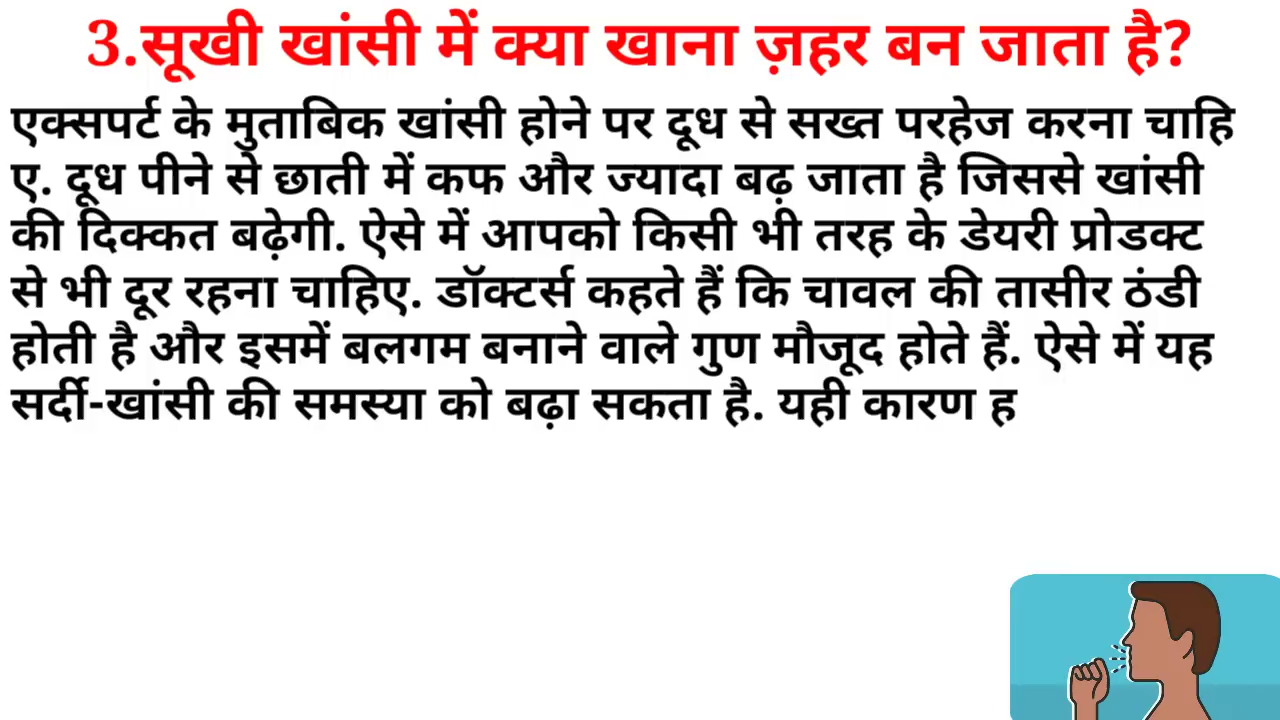 3.सूखी खांसी में क्या खाना ज़हर बन जाता है?
एक्सपर्ट के मुताबिक खांसी होने पर दूध से सख्त परहेज करना चाहि
ए. दूध पीने से छाती में कफ और ज्यादा बढ़ जाता है जिससे खांसी
की दिक्कत बढ़ेगी. ऐसे में आपको किसी भी तरह के डेयरी प्रोडक्ट
से भी दूर रहना चाहिए. डॉक्टर्स कहते हैं कि चावल की तासीर ठंडी
होती है और इसमें बलगम बनाने वाले गुण मौजूद होते हैं. ऐसे में यह
सर्दी-खांसी की समस्या को बढ़ा सकता है. यही कारण ह